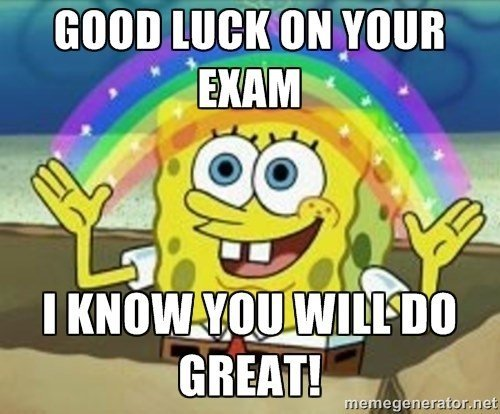 GOOD LUCK ON YOUR
EXAM
I KNOW YOU WILL DO
GREAT!
memegenerator.net